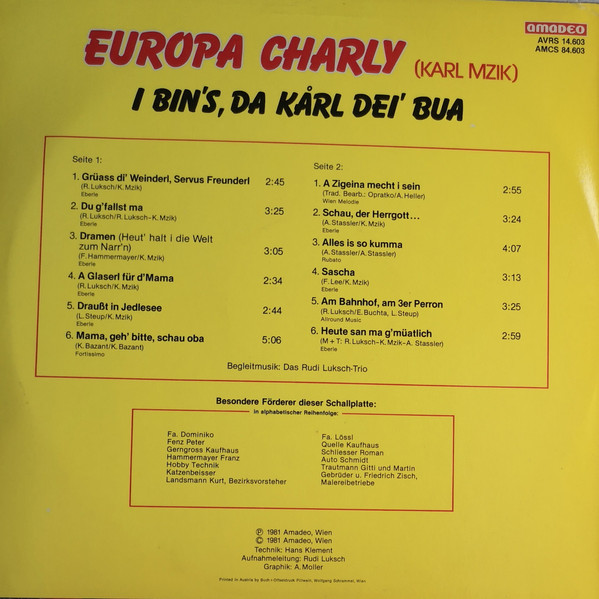 amadeo
AVRS 14.603
AMCS 84.603
EUROPA CHARLY (KARL MZIK)
I BIN'S, DA KÅRL DEI' BUA
Seite 1:
1. Grüass di' Weinderl, Servus Freunderl 2:45
(R. Luksch/K. Mzik)
Eberle
2. Du g'fallst ma 3:25
(R. Luksch/R. Luksch–K. Mzik)
Eberle
3. Dramen (Heut' halt i die Welt
zum Narr'n) 3:05
(F. Hammermayer/K. Mzik)
Eberle
4. A Glaserl für d'Mama 2:34
(R. Luksch/K. Mzik)
Eberle
5. Draußt in Jedlesee 2:44
(L. Steup/K. Mzik)
Eberle
6. Mama, geh' bitte, schau oba 5:06
(K. Bazant/K. Bazant)
Fortissimo
Seite 2:
1. A Zigeina mecht i sein 2:55
(Trad. Bearb.: Opratko/A. Heller)
Wien Melodie
2. Schau, der Herrgott... 3:24
(A. Stassler/K. Mzik)
Eberle
3. Alles is so kumma 4:07
(A. Stassler/A. Stassler)
Rubato
4. Sascha 3:13
(F. Lee/K. Mzik)
Eberle
5. Am Bahnhof, am 3er Perron 3:25
(R. Luksch/E. Buchta, L. Steup)
Allround Music
6. Heute san ma g'müatlich 2:59
(M + T: R. Luksch–K. Mzik–A. Stassler)
Eberle
Begleitmusik: Das Rudi Luksch-Trio
Besondere Förderer dieser Schallplatte:
in alphabetischer Reihenfolge:
Fa. Dominiko
Fenz Peter
Gerngross Kaufhaus
Hammermayer Franz
Hobby Technik
Katzenbeisser
Landsmann Kurt, Bezirksvorsteher
Fa. Lössl
Quelle Kaufhaus
Schliesser Roman
Auto Schmidt
Trautmann Gitti und Martin
Gebrüder u. Friedrich Zisch,
Malereibetriebe
℗ 1981 Amadeo, Wien
© 1981 Amadeo, Wien
Technik: Hans Klement
Aufnahmeleitung: Rudi Luksch
Graphik: A. Moller
Printed in Austria by
Wien